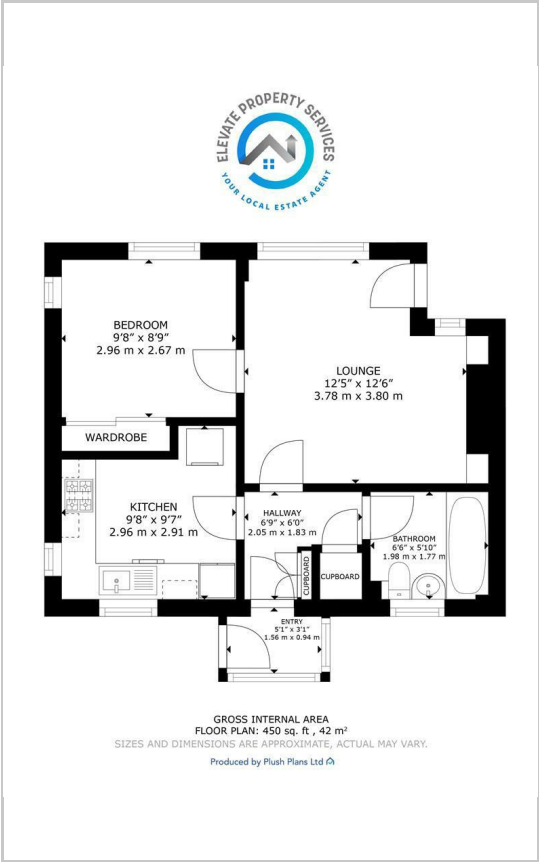 ELEVATE PROPERTY SERVICES
YOUR LOCAL ESTATE AGENT
BEDROOM
9'8" x 8'9"
2.96 m x 2.67 m
LOUNGE
12'5" x 12'6"
3.78 m x 3.80 m
WARDROBE
KITCHEN
9'8" x 9'7"
2.96 m x 2.91 m
HALLWAY
6'9" x 6'0"
2.05 m x 1.83 m
BATHROOM
6'6" x 5'10"
1.98 m x 1.77 m
CUPBOARD
CUPBOARD
ENTRY
5'1" x 3'1"
1.56 m x 0.94 m
GROSS INTERNAL AREA
FLOOR PLAN: 450 sq. ft , 42 m²
SIZES AND DIMENSIONS ARE APPROXIMATE, ACTUAL MAY VARY.
Produced by Plush Plans Ltd